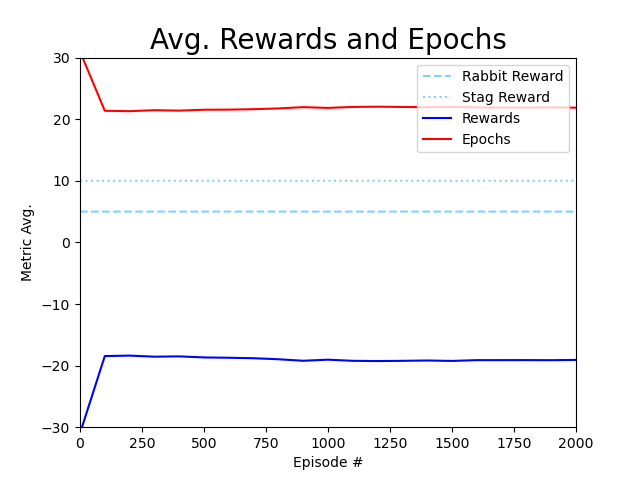 Avg. Rewards and Epochs
30
20
10
0
−10
−20
−30
Metric Avg.
Rabbit Reward
Stag Reward
Rewards
Epochs
0 250 500 750 1000 1250 1500 1750 2000
Episode #